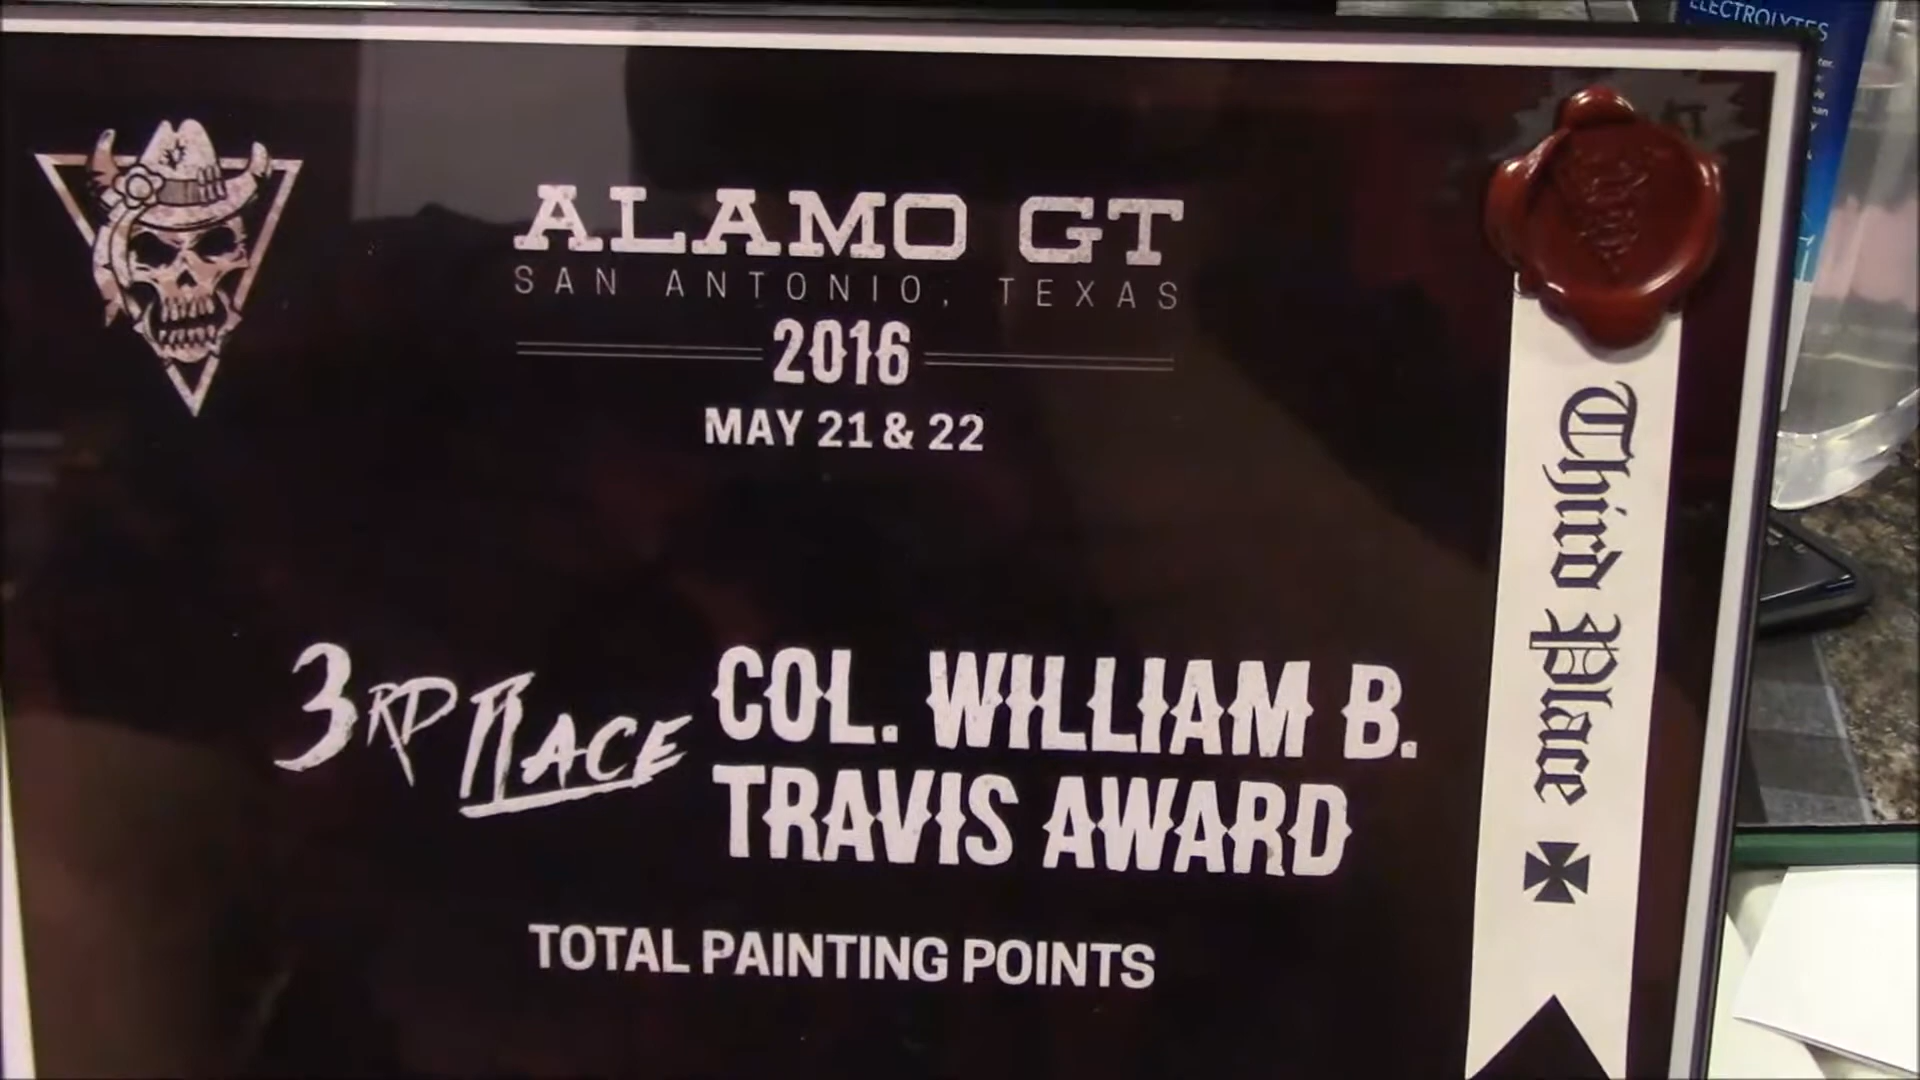 ELECTROLYTES
ALAMO GT
SAN ANTONIO, TEXAS
2016
MAY 21 & 22
Third Place
3RD PLACE
COL. WILLIAM B.
TRAVIS AWARD
TOTAL PAINTING POINTS